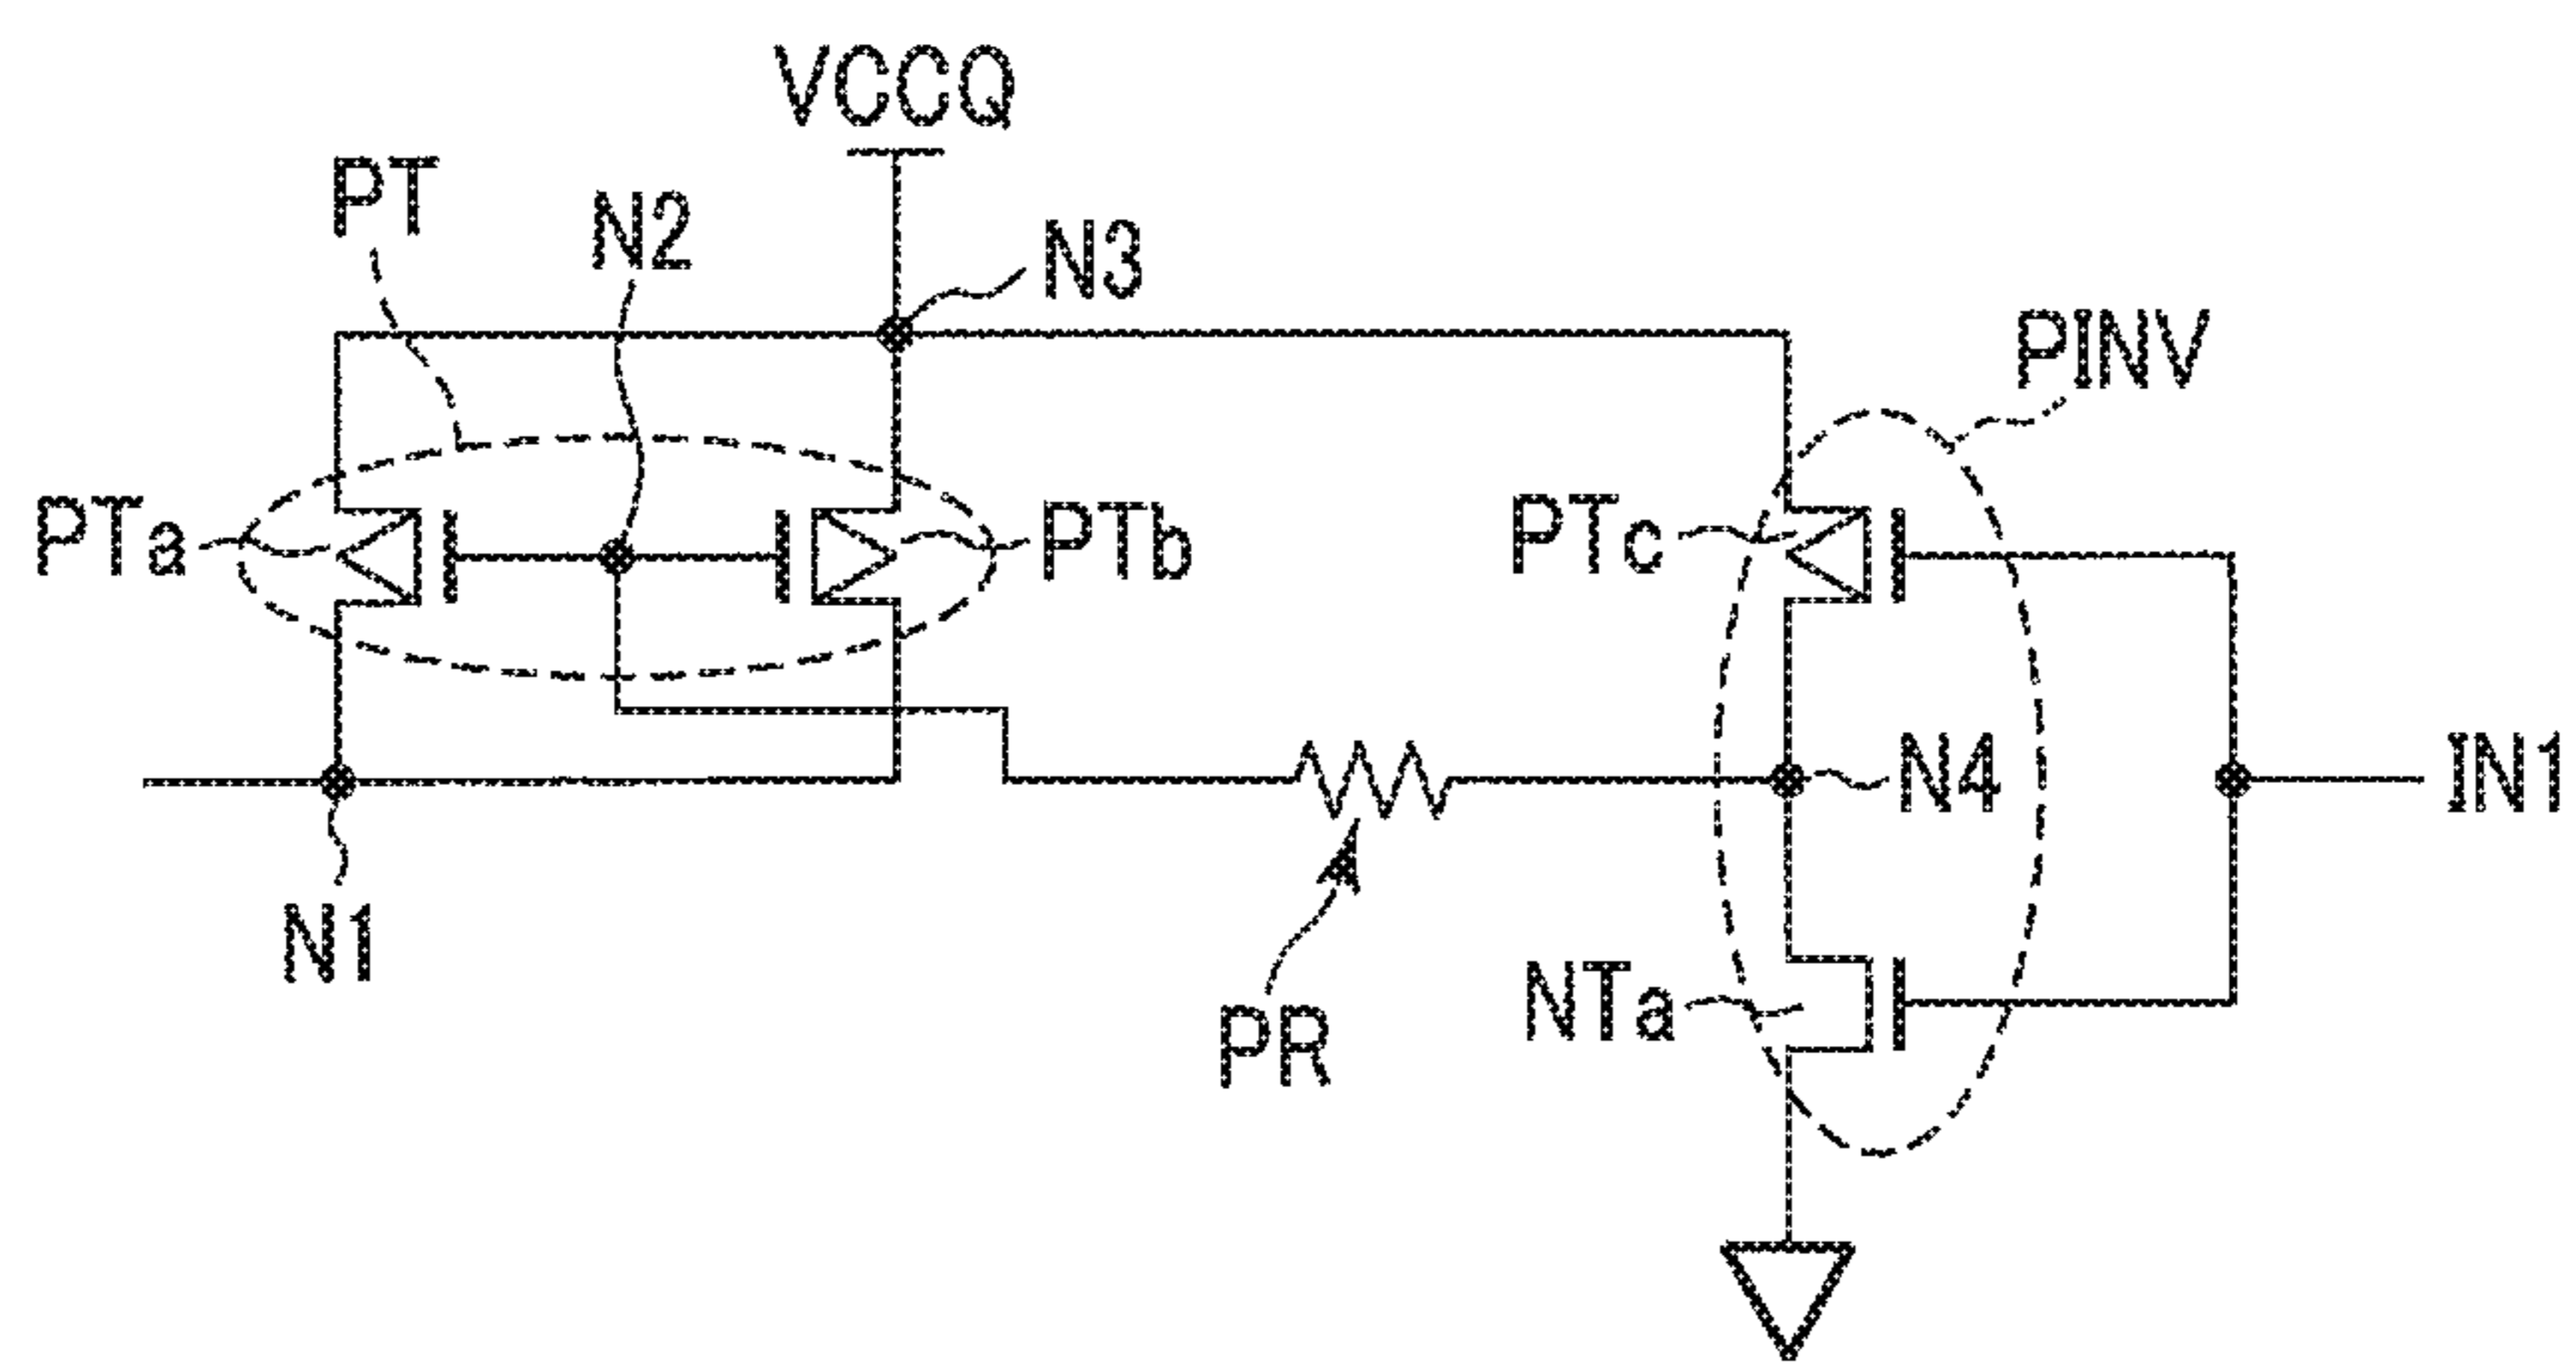 VCCQ
PT
N2
N3
PINV
PTa
PTb
PTc
N4
IN1
N1
NTa
PR